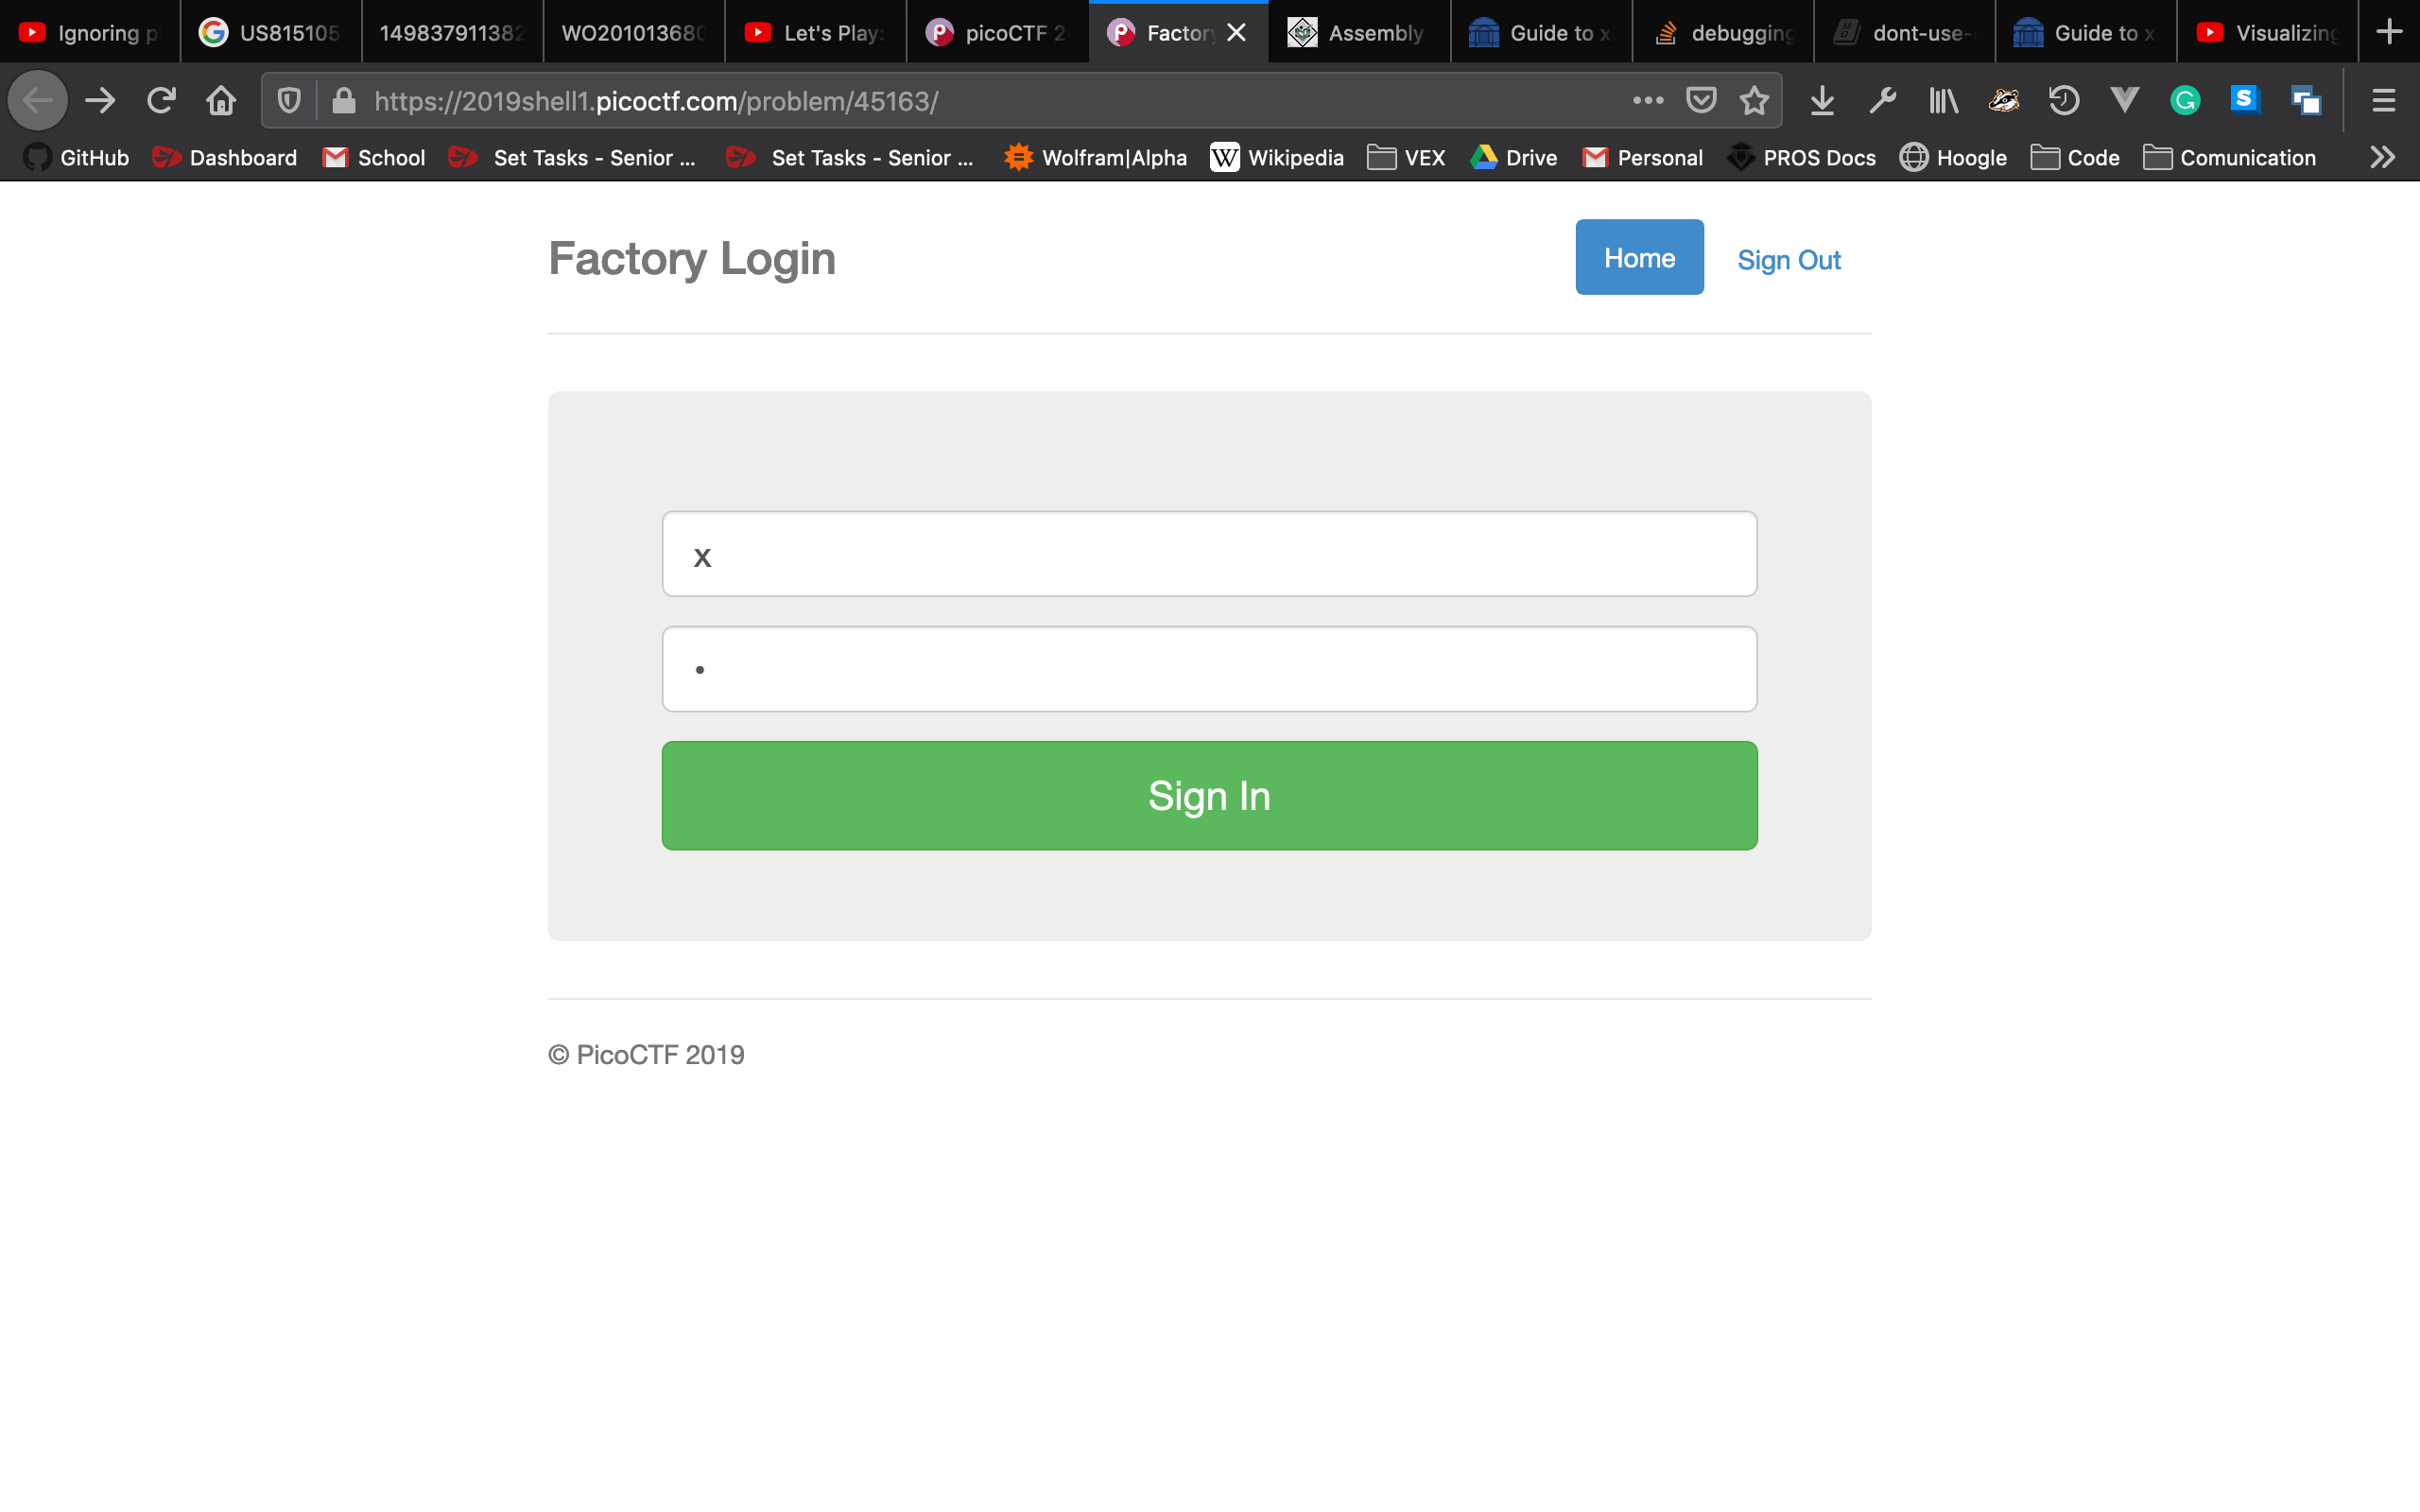 Ignoring p US815105 149837911382 WO201013680 Let's Play: picoCTF 2 Factory Assembly Guide to x debugging dont-use- Guide to x Visualizing
https://2019shell1.picoctf.com/problem/45163/
GitHub Dashboard School Set Tasks - Senior ... Set Tasks - Senior ... Wolfram|Alpha Wikipedia VEX Drive Personal PROS Docs Hoogle Code Comunication
Factory Login
Home Sign Out
x
•
Sign In
© PicoCTF 2019